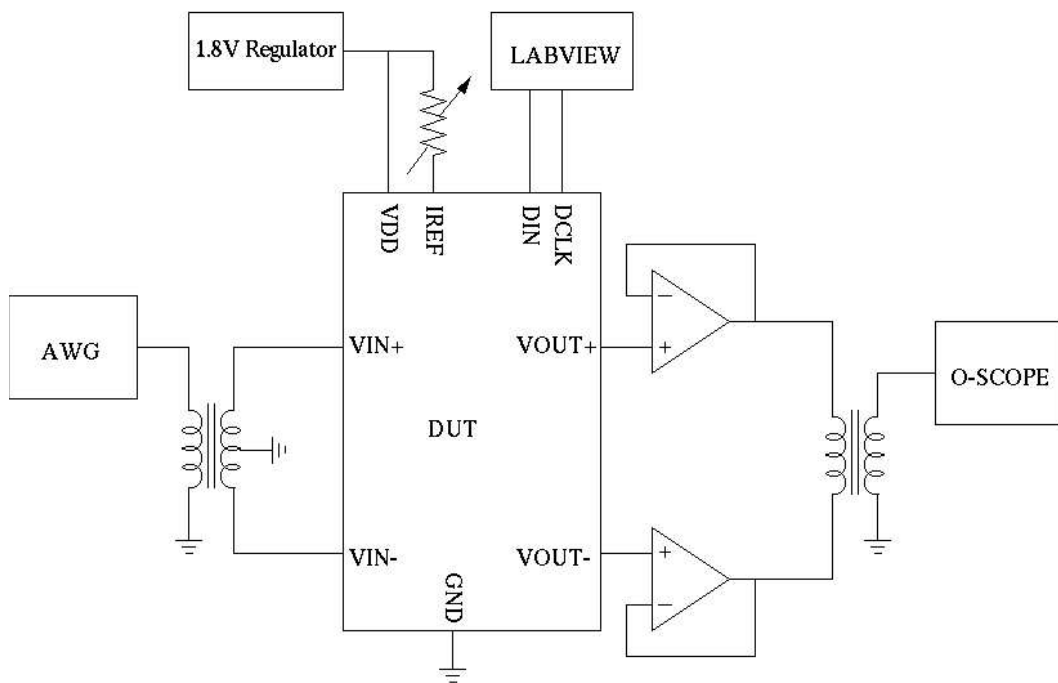 1.8V Regulator
LABVIEW
VDD
IREF
DIN
DCLK
AWG
VIN+
VOUT+
−
+
O-SCOPE
DUT
VIN-
VOUT-
+
−
GND